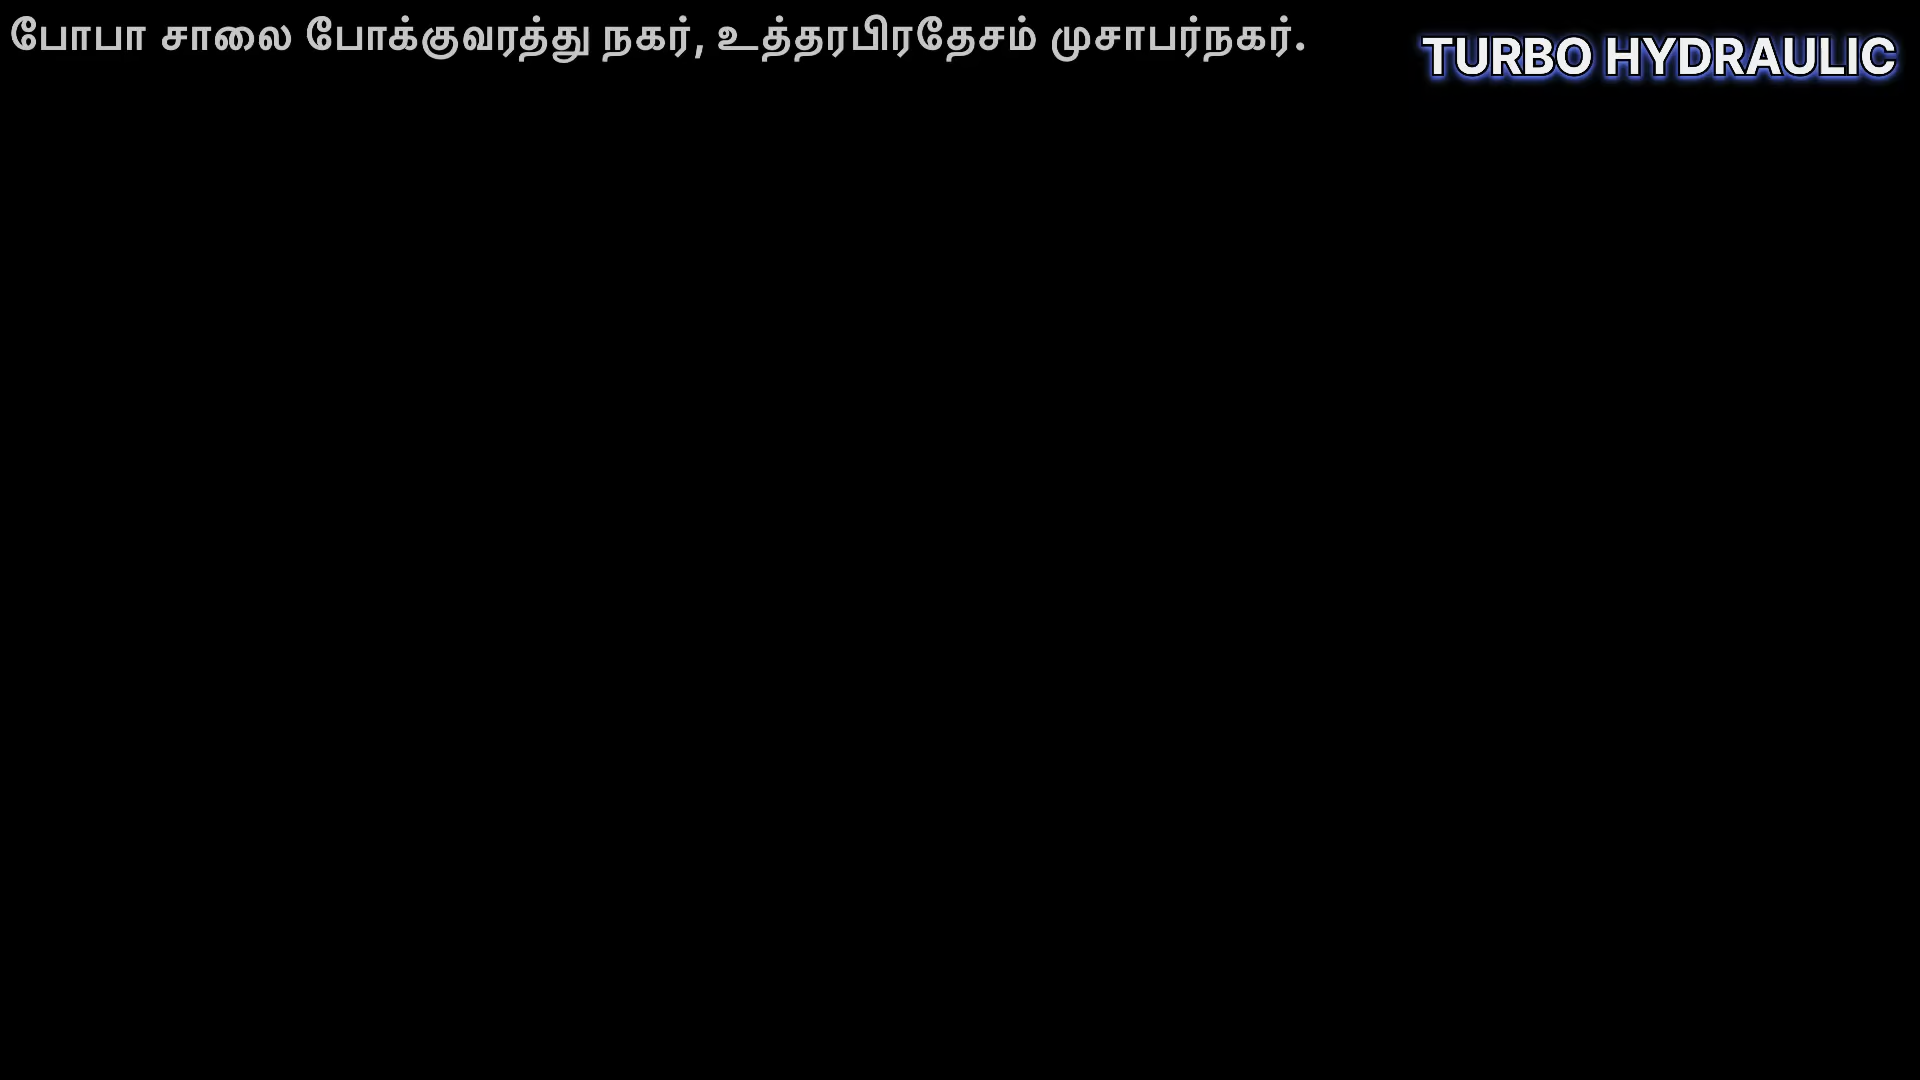 போபா சாலை போக்குவரத்து நகர், உத்தரபிரதேசம் முசாபர்நகர்.
TURBO HYDRAULIC